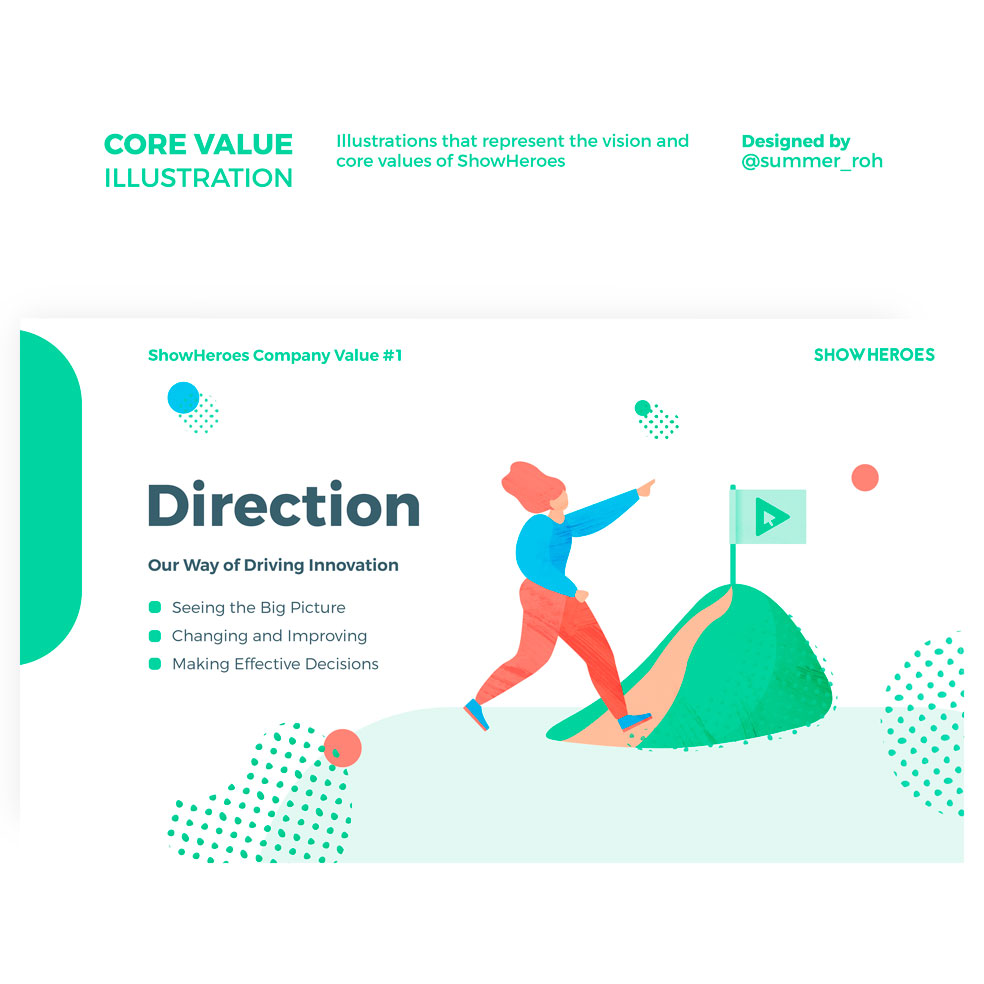 CORE VALUE
ILLUSTRATION
Illustrations that represent the vision and
core values of ShowHeroes
Designed by
@summer_roh
ShowHeroes Company Value #1
SHOWHEROES
Direction
Our Way of Driving Innovation
Seeing the Big Picture
Changing and Improving
Making Effective Decisions